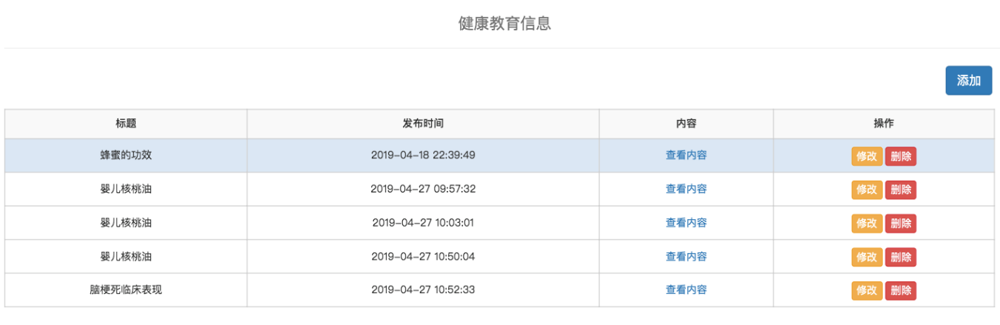 健康教育信息
添加
标题 发布时间 内容 操作
蜂蜜的功效 2019-04-18 22:39:49 查看内容 修改 删除
婴儿核桃油 2019-04-27 09:57:32 查看内容 修改 删除
婴儿核桃油 2019-04-27 10:03:01 查看内容 修改 删除
婴儿核桃油 2019-04-27 10:50:04 查看内容 修改 删除
脑梗死临床表现 2019-04-27 10:52:33 查看内容 修改 删除